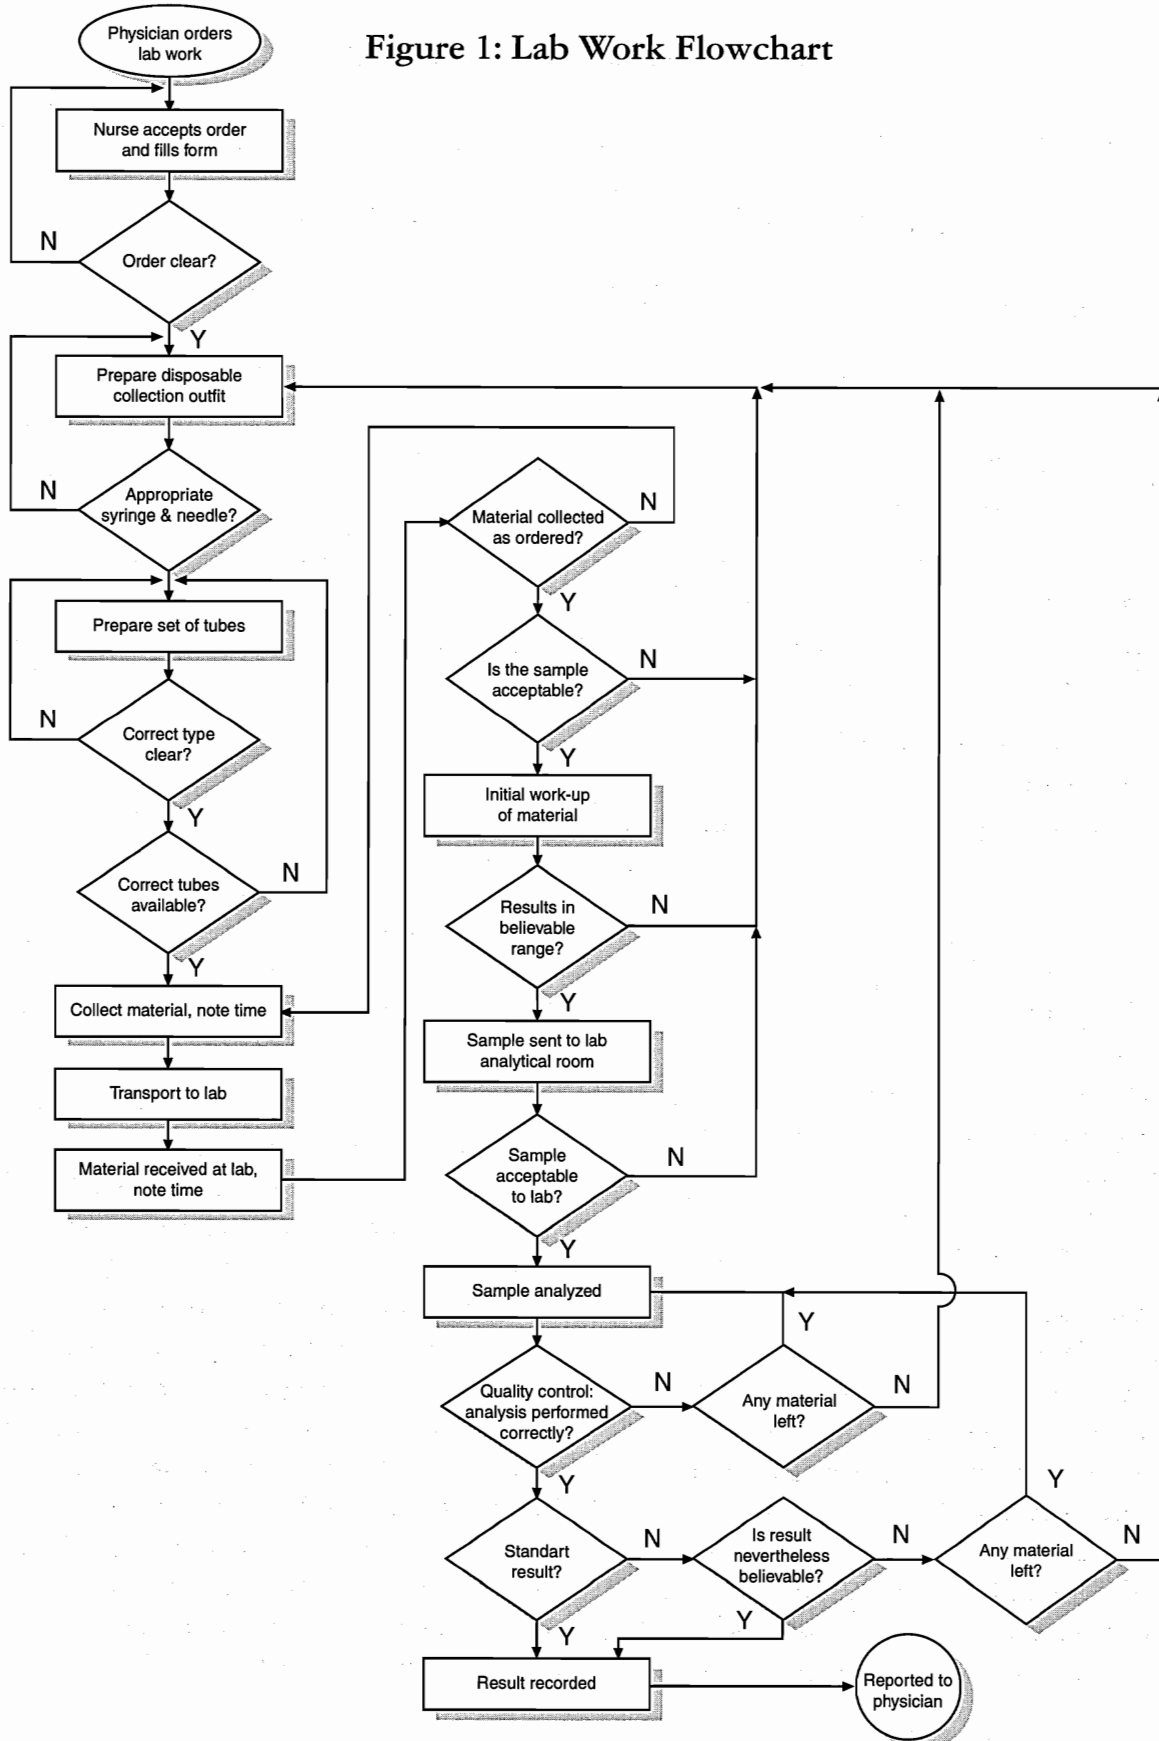 Figure 1: Lab Work Flowchart
Physician orders
lab work
Nurse accepts order
and fills form
N
Order clear?
Y
Prepare disposable
collection outfit
N
Appropriate
syringe & needle?
Prepare set of tubes
N
Correct type
clear?
Y
Correct tubes
available?
N
Y
Collect material, note time
Transport to lab
Material received at lab,
note time
Material collected
as ordered?
N
Y
Is the sample
acceptable?
N
Y
Initial work-up
of material
Results in
believable
range?
N
Y
Sample sent to lab
analytical room
Sample
acceptable
to lab?
N
Y
Sample analyzed
Quality control:
analysis performed
correctly?
N
Any material
left?
Y
N
Y
Standart
result?
N
Is result
nevertheless
believable?
N
Any material
left?
Y
N
Y
Y
Result recorded
Reported to
physician